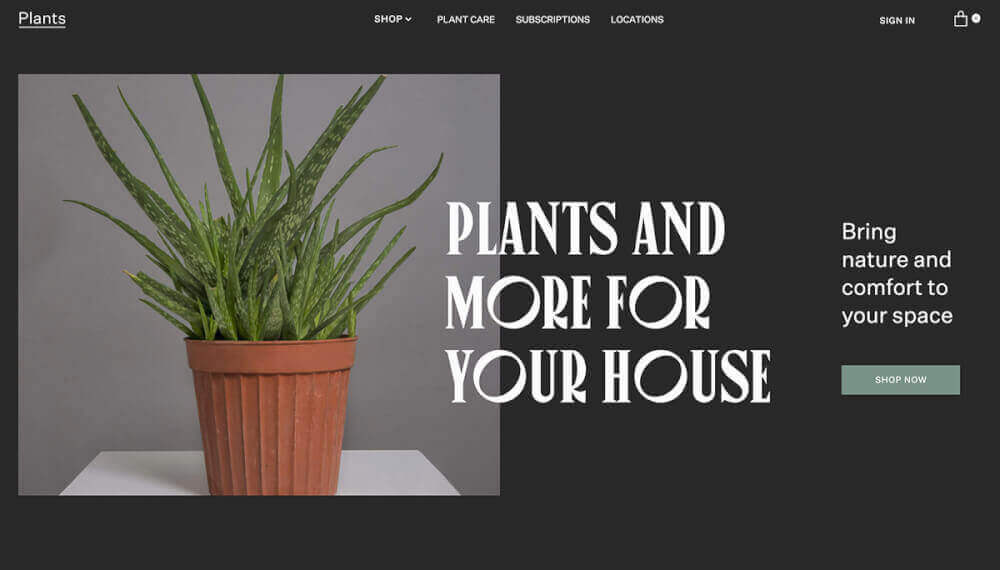 Plants
SHOP
PLANT CARE
SUBSCRIPTIONS
LOCATIONS
SIGN IN
0
PLANTS AND
MORE FOR
YOUR HOUSE
Bring
nature and
comfort to
your space
SHOP NOW